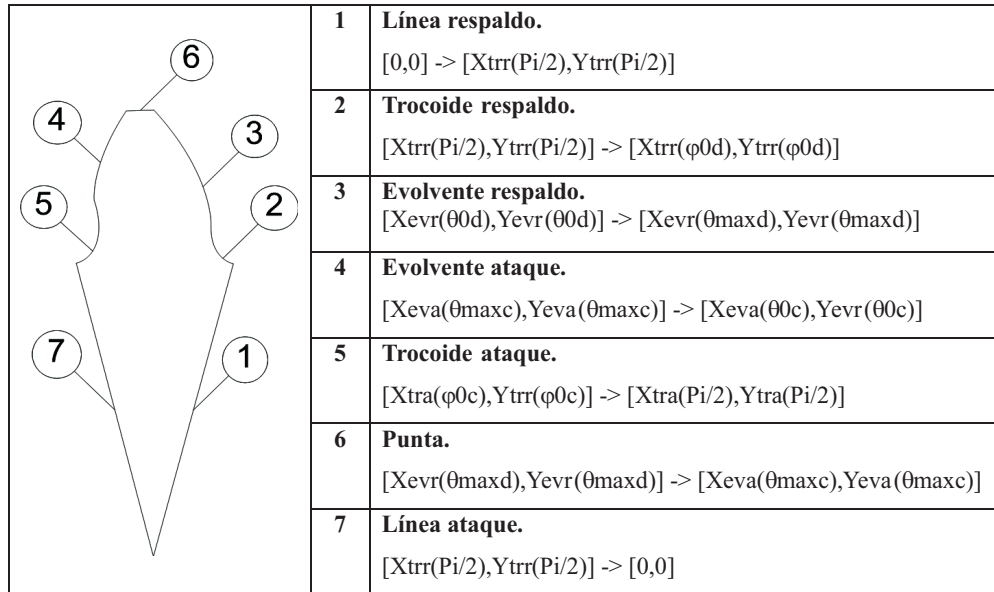 6
4
3
5
2
7
1
1 Línea respaldo.
[0,0] -> [Xtrr(Pi/2),Ytrr(Pi/2)]
2 Trocoide respaldo.
[Xtrr(Pi/2),Ytrr(Pi/2)] -> [Xtrr(φ0d),Ytrr(φ0d)]
3 Evolvente respaldo.
[Xevr(θ0d),Yevr(θ0d)] -> [Xevr(θmaxd),Yevr(θmaxd)]
4 Evolvente ataque.
[Xeva(θmaxc),Yeva(θmaxc)] -> [Xeva(θ0c),Yevr(θ0c)]
5 Trocoide ataque.
[Xtra(φ0c),Ytrr(φ0c)] -> [Xtra(Pi/2),Ytra(Pi/2)]
6 Punta.
[Xevr(θmaxd),Yevr(θmaxd)] -> [Xeva(θmaxc),Yeva(θmaxc)]
7 Línea ataque.
[Xtrr(Pi/2),Ytrr(Pi/2)] -> [0,0]